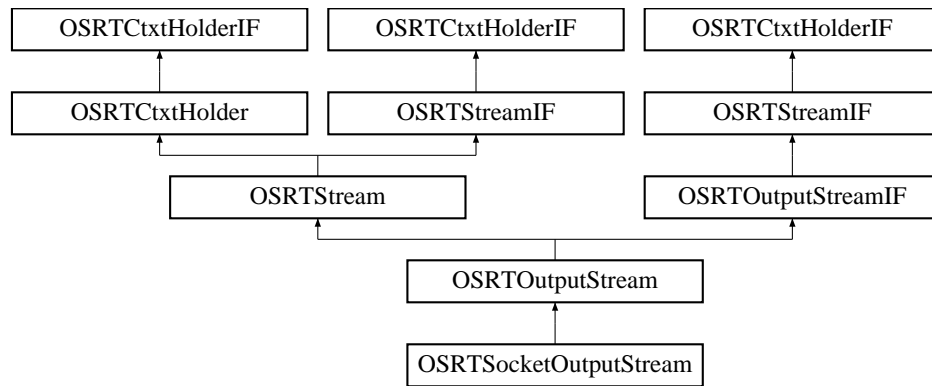 OSRTCtxtHolderIF
OSRTCtxtHolderIF
OSRTCtxtHolderIF
OSRTCtxtHolder
OSRTStreamIF
OSRTStreamIF
OSRTStream
OSRTOutputStreamIF
OSRTOutputStream
OSRTSocketOutputStream